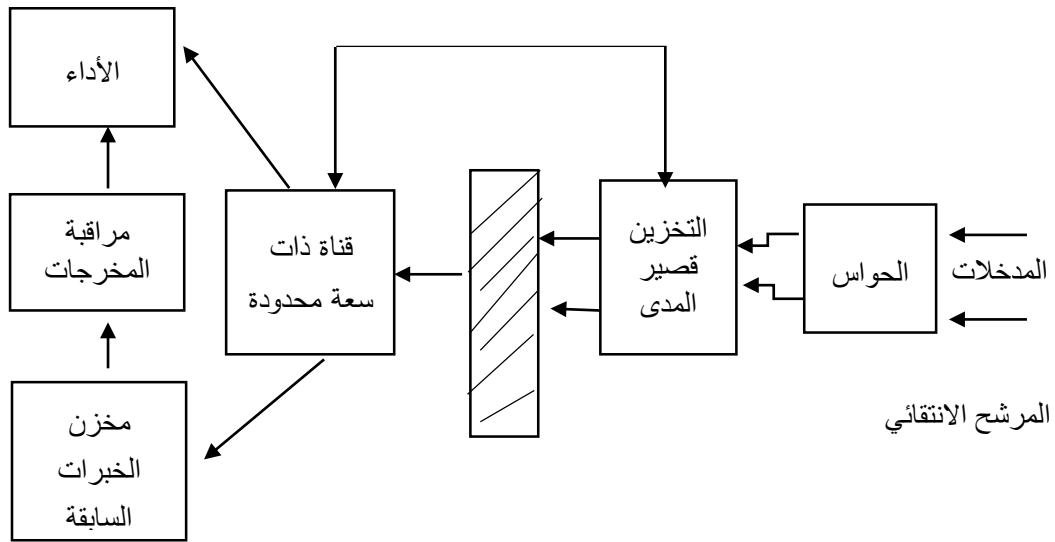 المدخلات
الحواس
التخزين
قصير
المدى
المرشح الانتقائي
قناة ذات
سعة محدودة
الأداء
مراقبة
المخرجات
مخزن
الخبرات
السابقة